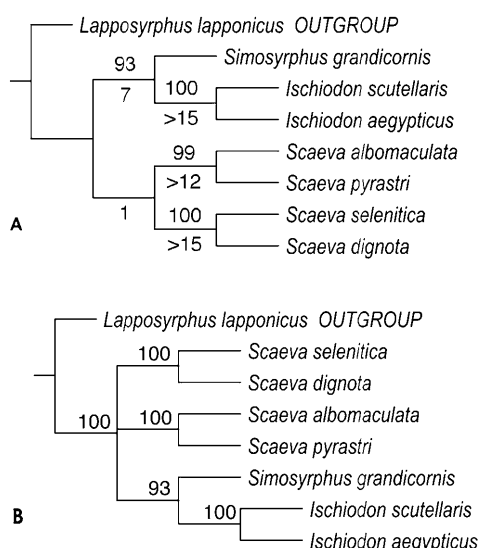 Lapposyrphus lapponicus OUTGROUP
93
Simosyrphus grandicornis
7
100
Ischiodon scutellaris
>15
Ischiodon aegypticus
99
Scaeva albomaculata
>12
Scaeva pyrastri
1
100
Scaeva selenitica
A
>15
Scaeva dignota
Lapposyrphus lapponicus OUTGROUP
100
Scaeva selenitica
Scaeva dignota
100
100
Scaeva albomaculata
Scaeva pyrastri
93
Simosyrphus grandicornis
100
Ischiodon scutellaris
B
Ischiodon aegypticus